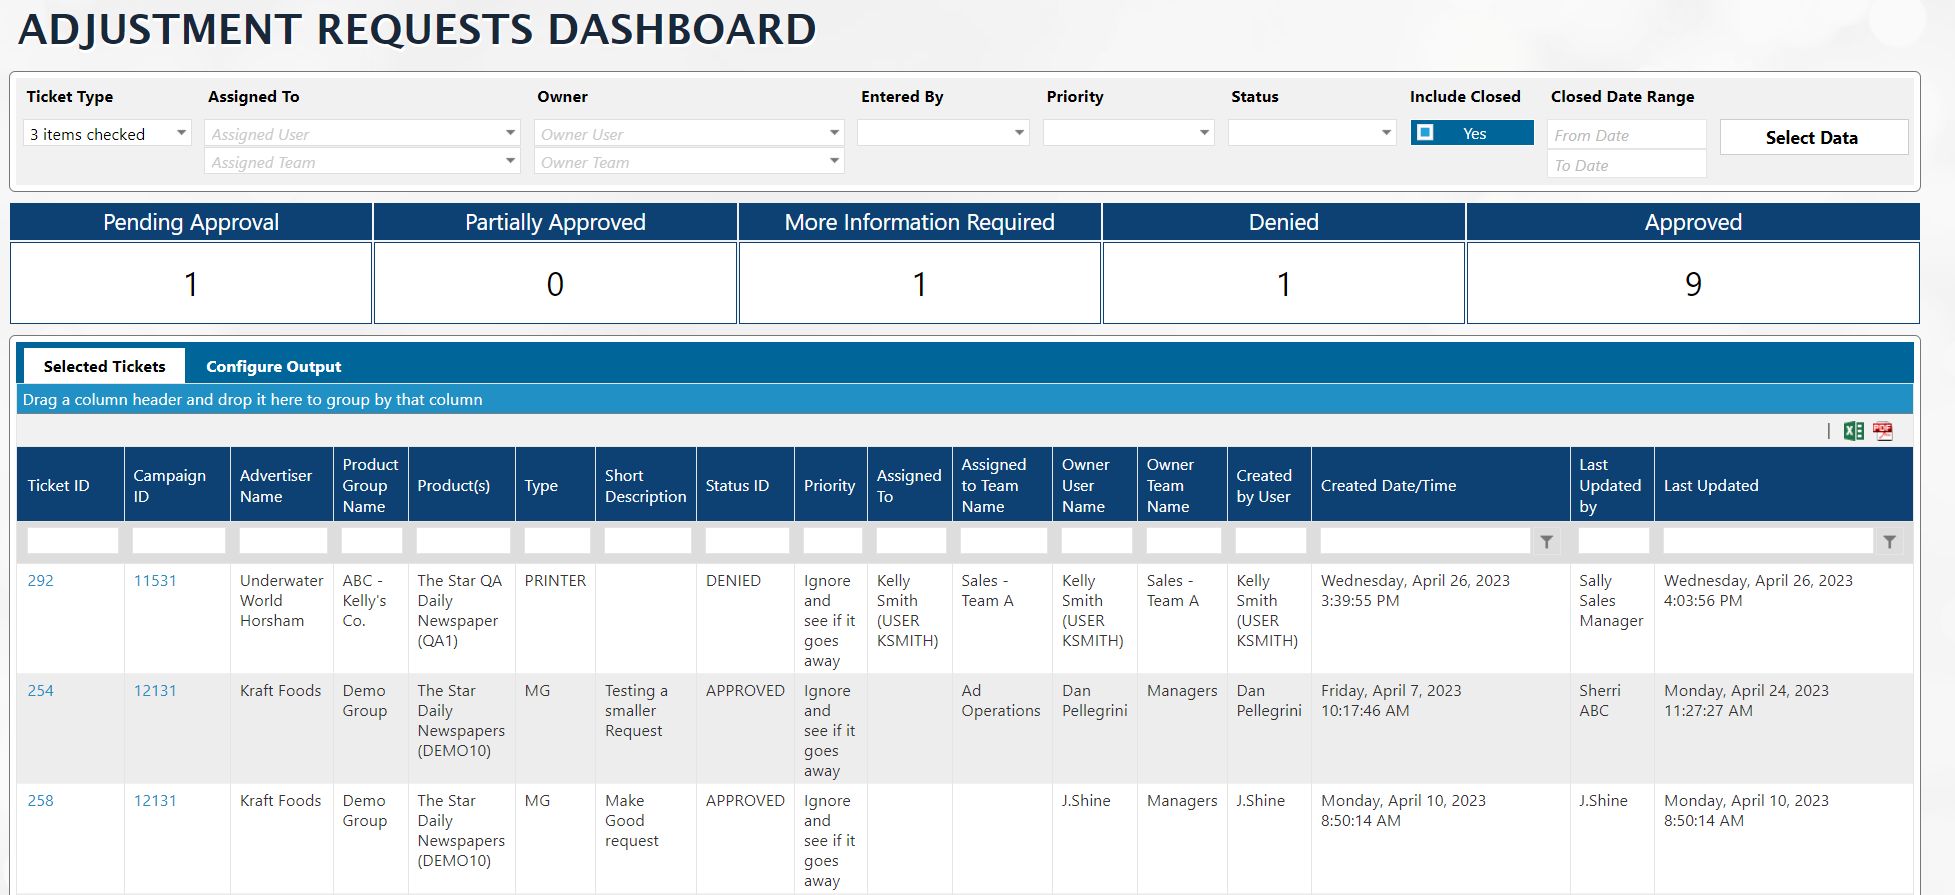 ADJUSTMENT REQUESTS DASHBOARD
Ticket Type
Assigned To
Owner
Entered By
Priority
Status
Include Closed
Closed Date Range
3 items checked
Assigned User
Owner User
Yes
From Date
Select Data
Assigned Team
Owner Team
To Date
Pending Approval
Partially Approved
More Information Required
Denied
Approved
1
0
1
1
9
Selected Tickets
Configure Output
Drag a column header and drop it here to group by that column
PDF
Ticket ID
Campaign
ID
Advertiser
Name
Product
Group
Name
Product(s)
Type
Short
Description
Status ID
Priority
Assigned
To
Assigned
to Team
Name
Owner
User
Name
Owner
Team
Name
Created
by User
Created Date/Time
Last
Updated
by
Last Updated
292
11531
Underwater
World
Horsham
ABC -
Kelly's
Co.
The Star QA
Daily
Newspaper
(QA1)
PRINTER
DENIED
Ignore
and
see if it
goes
away
Kelly
Smith
(USER
KSMITH)
Sales -
Team A
Kelly
Smith
(USER
KSMITH)
Sales -
Team A
Kelly
Smith
(USER
KSMITH)
Wednesday, April 26, 2023
3:39:55 PM
Sally
Sales
Manager
Wednesday, April 26, 2023
4:03:56 PM
254
12131
Kraft Foods
Demo
Group
The Star
Daily
Newspapers
(DEMO10)
MG
Testing a
smaller
Request
APPROVED
Ignore
and
see if it
goes
away
Ad
Operations
Dan
Pellegrini
Managers
Dan
Pellegrini
Friday, April 7, 2023
10:17:46 AM
Sherri
ABC
Monday, April 24, 2023
11:27:27 AM
258
12131
Kraft Foods
Demo
Group
The Star
Daily
Newspapers
(DEMO10)
MG
Make
Good
request
APPROVED
Ignore
and
see if it
goes
away
J.Shine
Managers
J.Shine
Monday, April 10, 2023
8:50:14 AM
J.Shine
Monday, April 10, 2023
8:50:14 AM